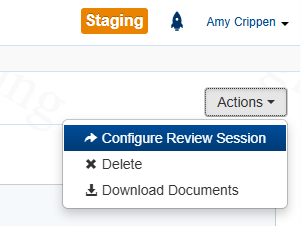 Staging
Amy Crippen
Actions
Configure Review Session
Delete
Download Documents